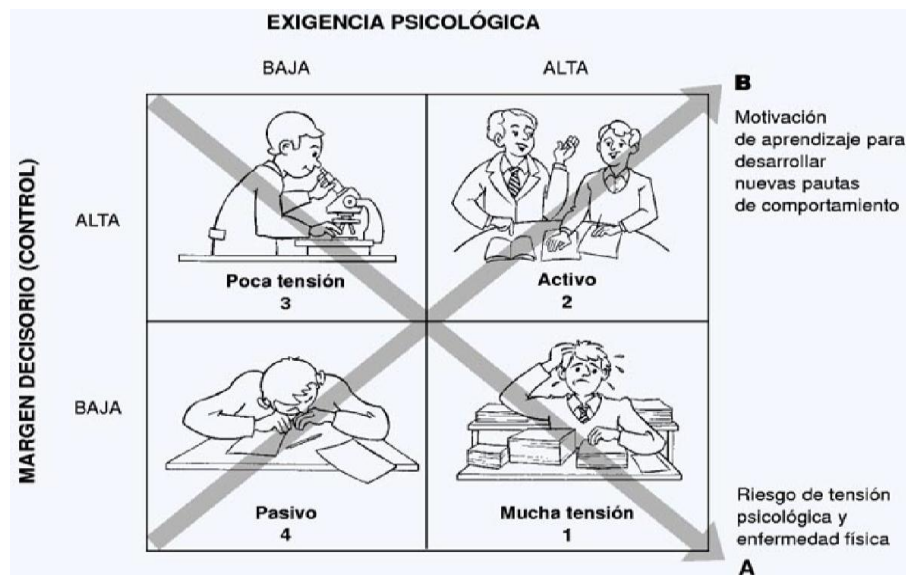 EXIGENCIA PSICOLÓGICA
BAJA
ALTA
B
Motivación
de aprendizaje para
desarrollar
nuevas pautas
de comportamiento
MARGEN DECISORIO (CONTROL)
ALTA
Poca tensión
3
Activo
2
BAJA
Pasivo
4
Mucha tensión
1
Riesgo de tensión
psicológica y
enfermedad física
A